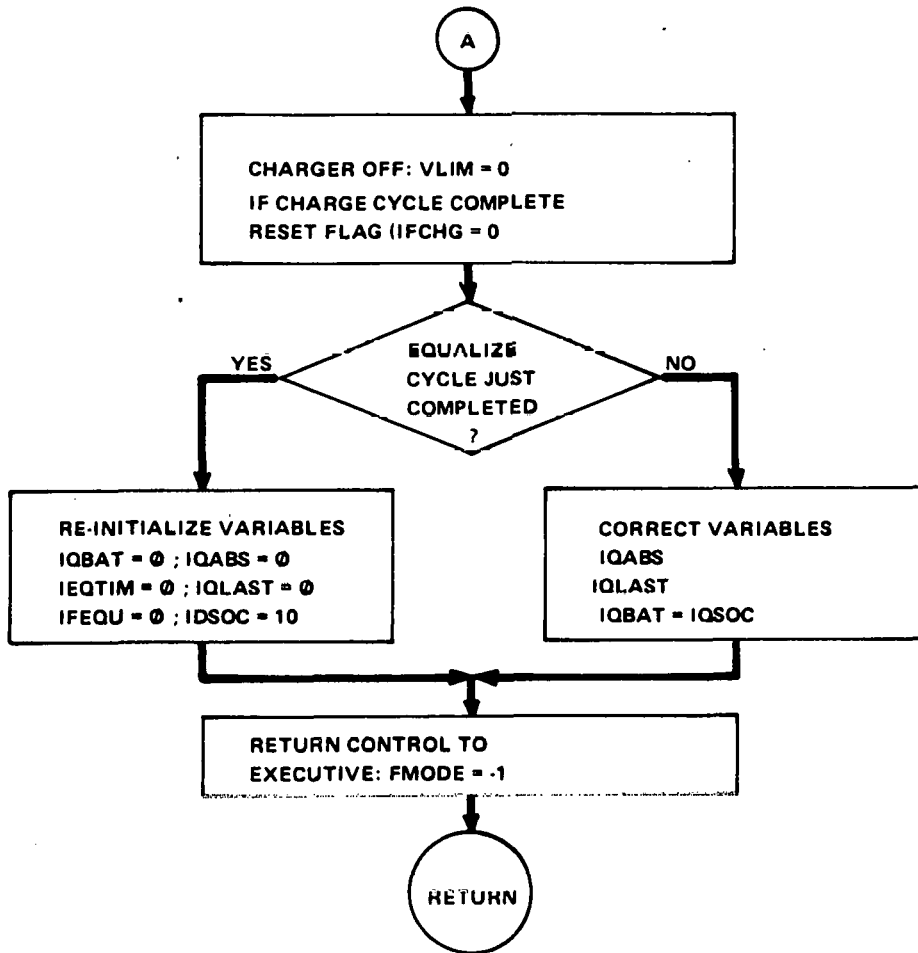 A
CHARGER OFF: VLIM = 0
IF CHARGE CYCLE COMPLETE
RESET FLAG (IFCHG = 0
EQUALIZE
CYCLE JUST
COMPLETED
?
YES
NO
RE-INITIALIZE VARIABLES
IQBAT = Ø ; IQABS = Ø
IEQTIM = Ø ; IQLAST = Ø
IFEQU = Ø ; IDSOC = 10
CORRECT VARIABLES
IQABS
IQLAST
IQBAT = IQSOC
RETURN CONTROL TO
EXECUTIVE: FMODE = -1
RETURN